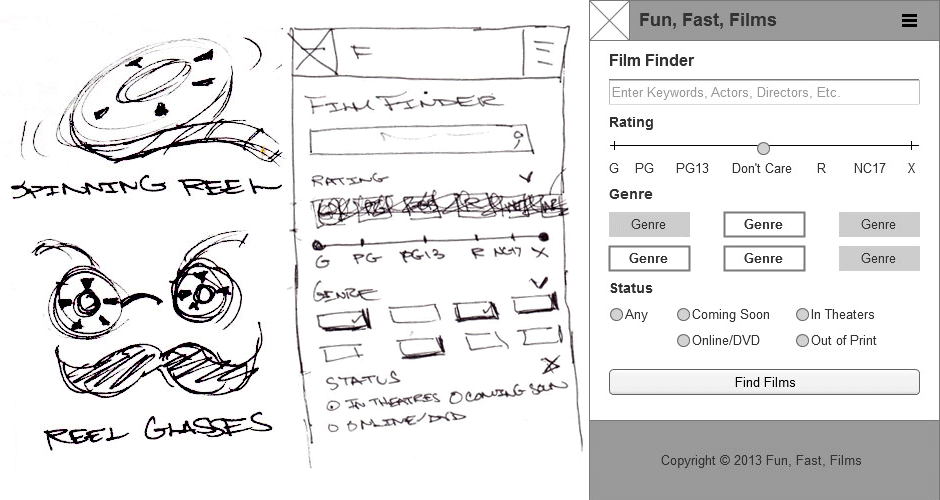 SPINNING REEL
REEL GLASSES
F
FILM FINDER
RATING
G PG PG13 R NC17 X
GENRE
STATUS
IN THEATRES COMING SOON
ONLINE/DVD
Fun, Fast, Films
Film Finder
Enter Keywords, Actors, Directors, Etc.
Rating
G PG PG13 Don't Care R NC17 X
Genre
Genre Genre Genre
Genre Genre Genre
Status
Any Coming Soon In Theaters
Online/DVD Out of Print
Find Films
Copyright © 2013 Fun, Fast, Films